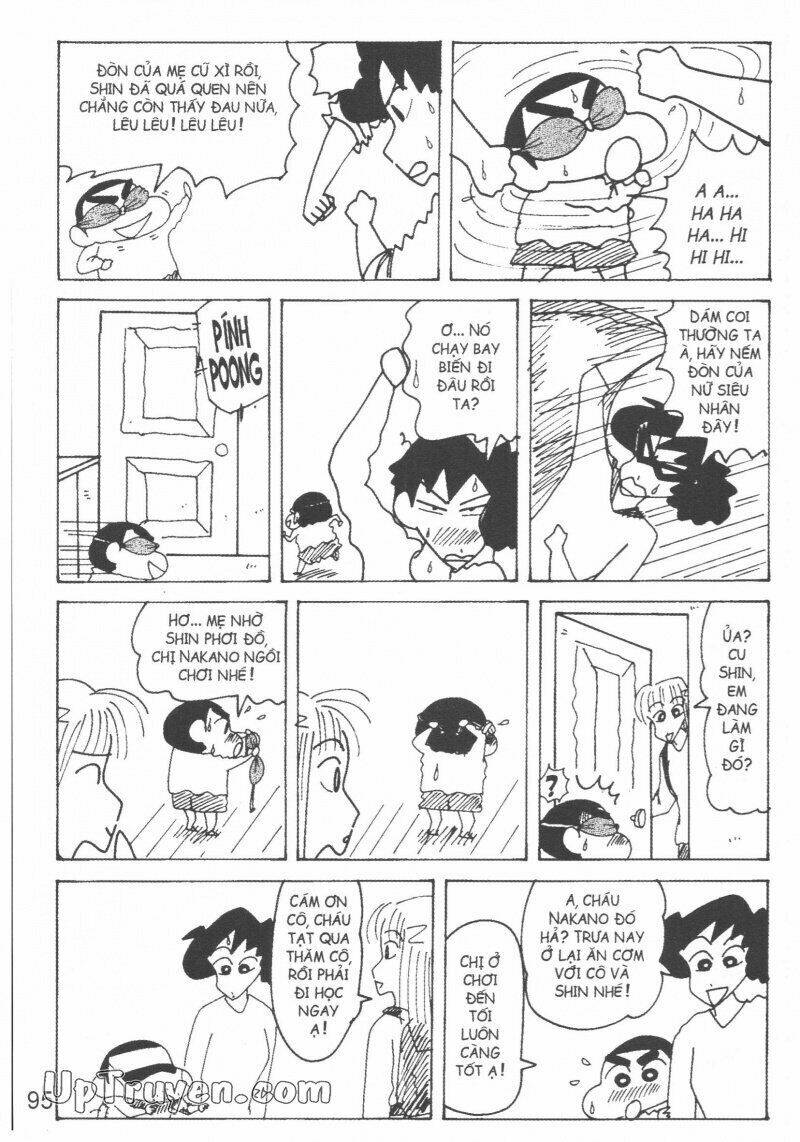 A A...
HA HA
HA... HI
HI HI...
ĐÒN CỦA MẸ CŨ XÌ RỒI,
SHIN ĐÃ QUÁ QUEN NÊN
CHẲNG CÒN THẤY ĐAU NỮA,
LÊU LÊU! LÊU LÊU!
DÁM COI
THƯỜNG TA
À, HÃY NẾM
ĐÒN CỦA
NỮ SIÊU
NHÂN
ĐÂY!
Ơ... NÓ
CHẠY BAY
BIẾN ĐI
ĐÂU RỒI
TA?
PÍNH
POONG
ỦA?
CU
SHIN,
EM
ĐANG
LÀM
GÌ
ĐÓ?
?
HƠ... MẸ NHỜ
SHIN PHƠI ĐỒ,
CHỊ NAKANO NGỒI
CHƠI NHÉ!
A, CHÁU
NAKANO ĐÓ
HẢ? TRƯA NAY
Ở LẠI ĂN CƠM
VỚI CÔ VÀ
SHIN NHÉ!
CHỊ Ở
CHƠI
ĐẾN
TỐI
LUÔN
CÀNG
TỐT Ạ!
CÁM ƠN
CÔ, CHÁU
TẠT QUA
THĂM CÔ,
RỒI PHẢI
ĐI HỌC
NGAY
Ạ!
95
UpTruyen.com